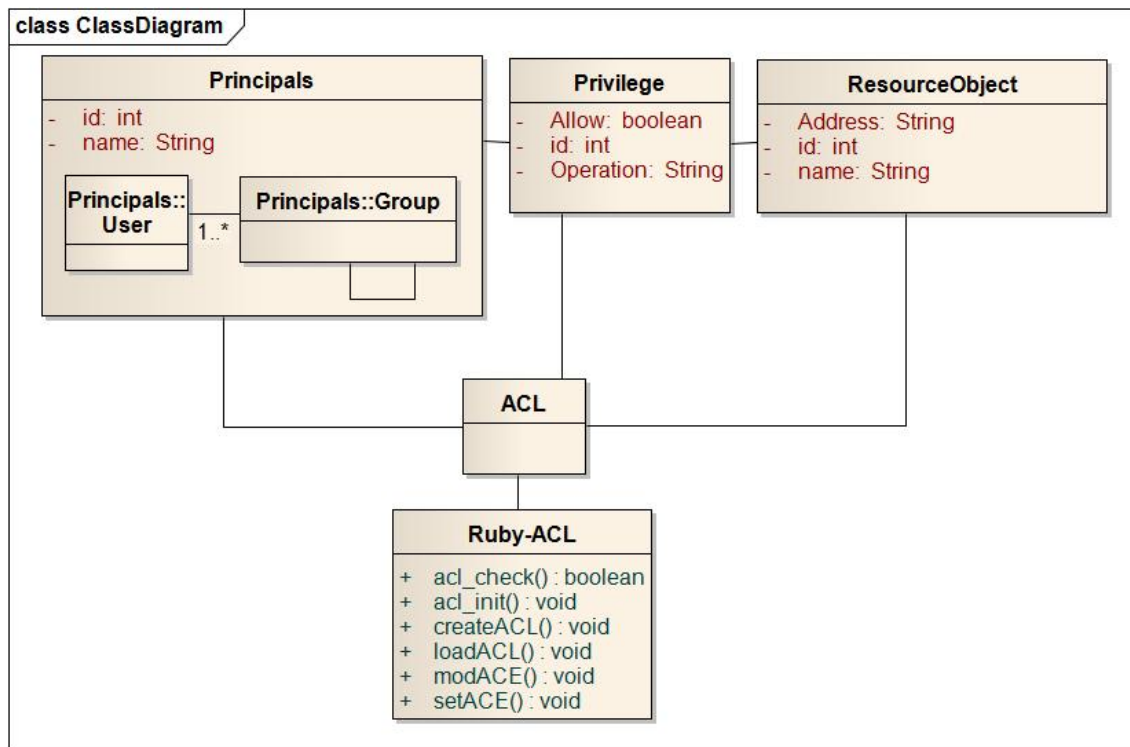 class ClassDiagram
Principals
- id: int
- name: String
Principals::
User
1..*
Principals::Group
Privilege
- Allow: boolean
- id: int
- Operation: String
ResourceObject
- Address: String
- id: int
- name: String
ACL
Ruby-ACL
+ acl_check() : boolean
+ acl_init() : void
+ createACL() : void
+ loadACL() : void
+ modACE() : void
+ setACE() : void